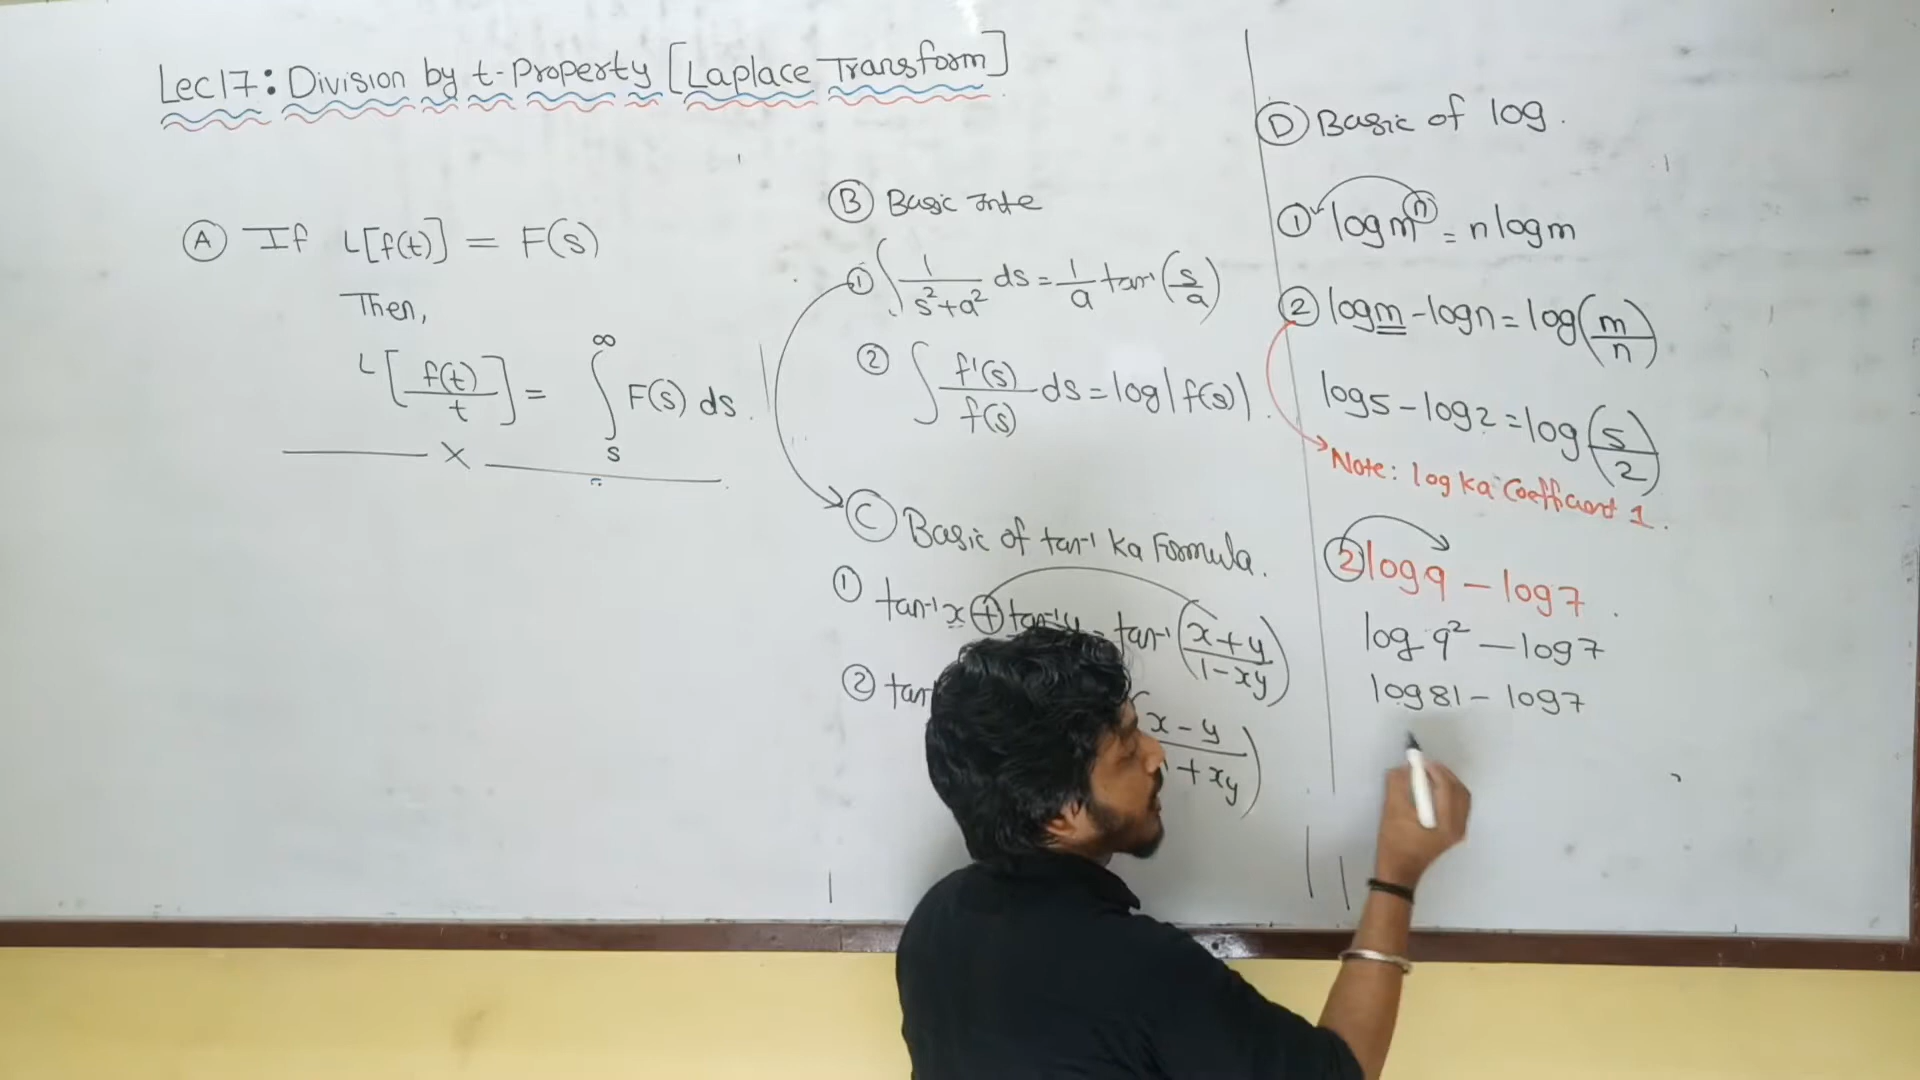 Lec17: Division by t-Property [Laplace Transform]
Ⓐ If L[f(t)] = F(s)
Then,
L[f(t)/t] = ∫ₛ^∞ F(s) ds.
—— × ——
Ⓑ Basic Inte
① ∫ 1/(s²+a²) ds = 1/a tan⁻¹(s/a)
② ∫ f'(s)/f(s) ds = log|f(s)|.
Ⓒ Basic of tan⁻¹ ka Formula.
① tan⁻¹x + tan⁻¹y = tan⁻¹((x+y)/(1-xy))
② tan
(x-y)/(1+xy)
Ⓓ Basic of log.
① log mⁿ = n log m
② log m - log n = log(m/n)
log5 - log2 = log(5/2)
Note: log ka Coefficient 1.
2log9 - log7.
log 9² - log7
log81 - log7